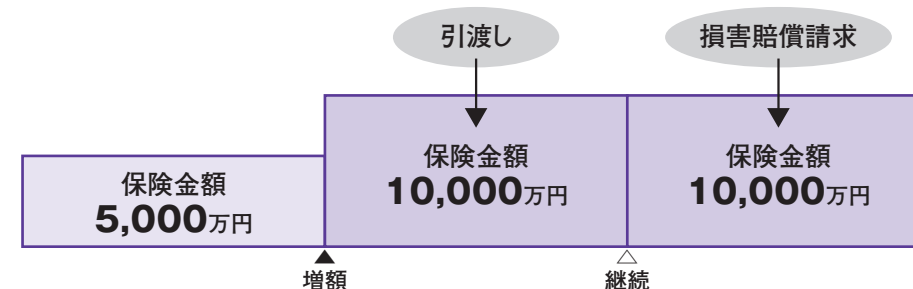 引渡し
損害賠償請求
保険金額
5,000万円
保険金額
10,000万円
保険金額
10,000万円
増額
継続